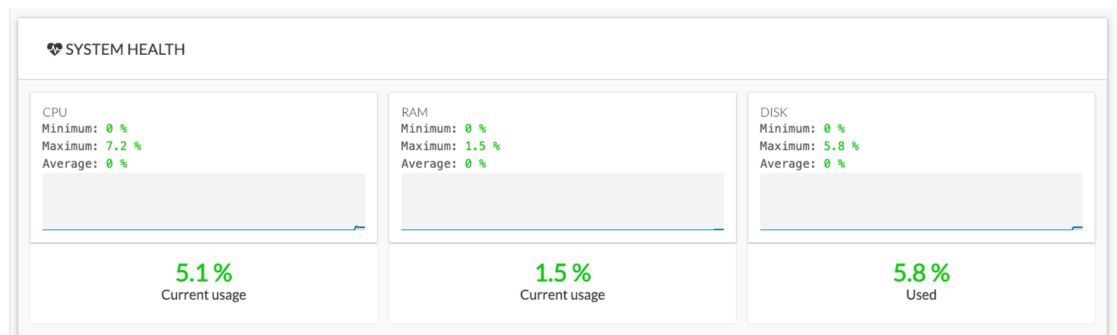 SYSTEM HEALTH
CPU
Minimum: 0 %
Maximum: 7.2 %
Average: 0 %
5.1 %
Current usage
RAM
Minimum: 0 %
Maximum: 1.5 %
Average: 0 %
1.5 %
Current usage
DISK
Minimum: 0 %
Maximum: 5.8 %
Average: 0 %
5.8 %
Used